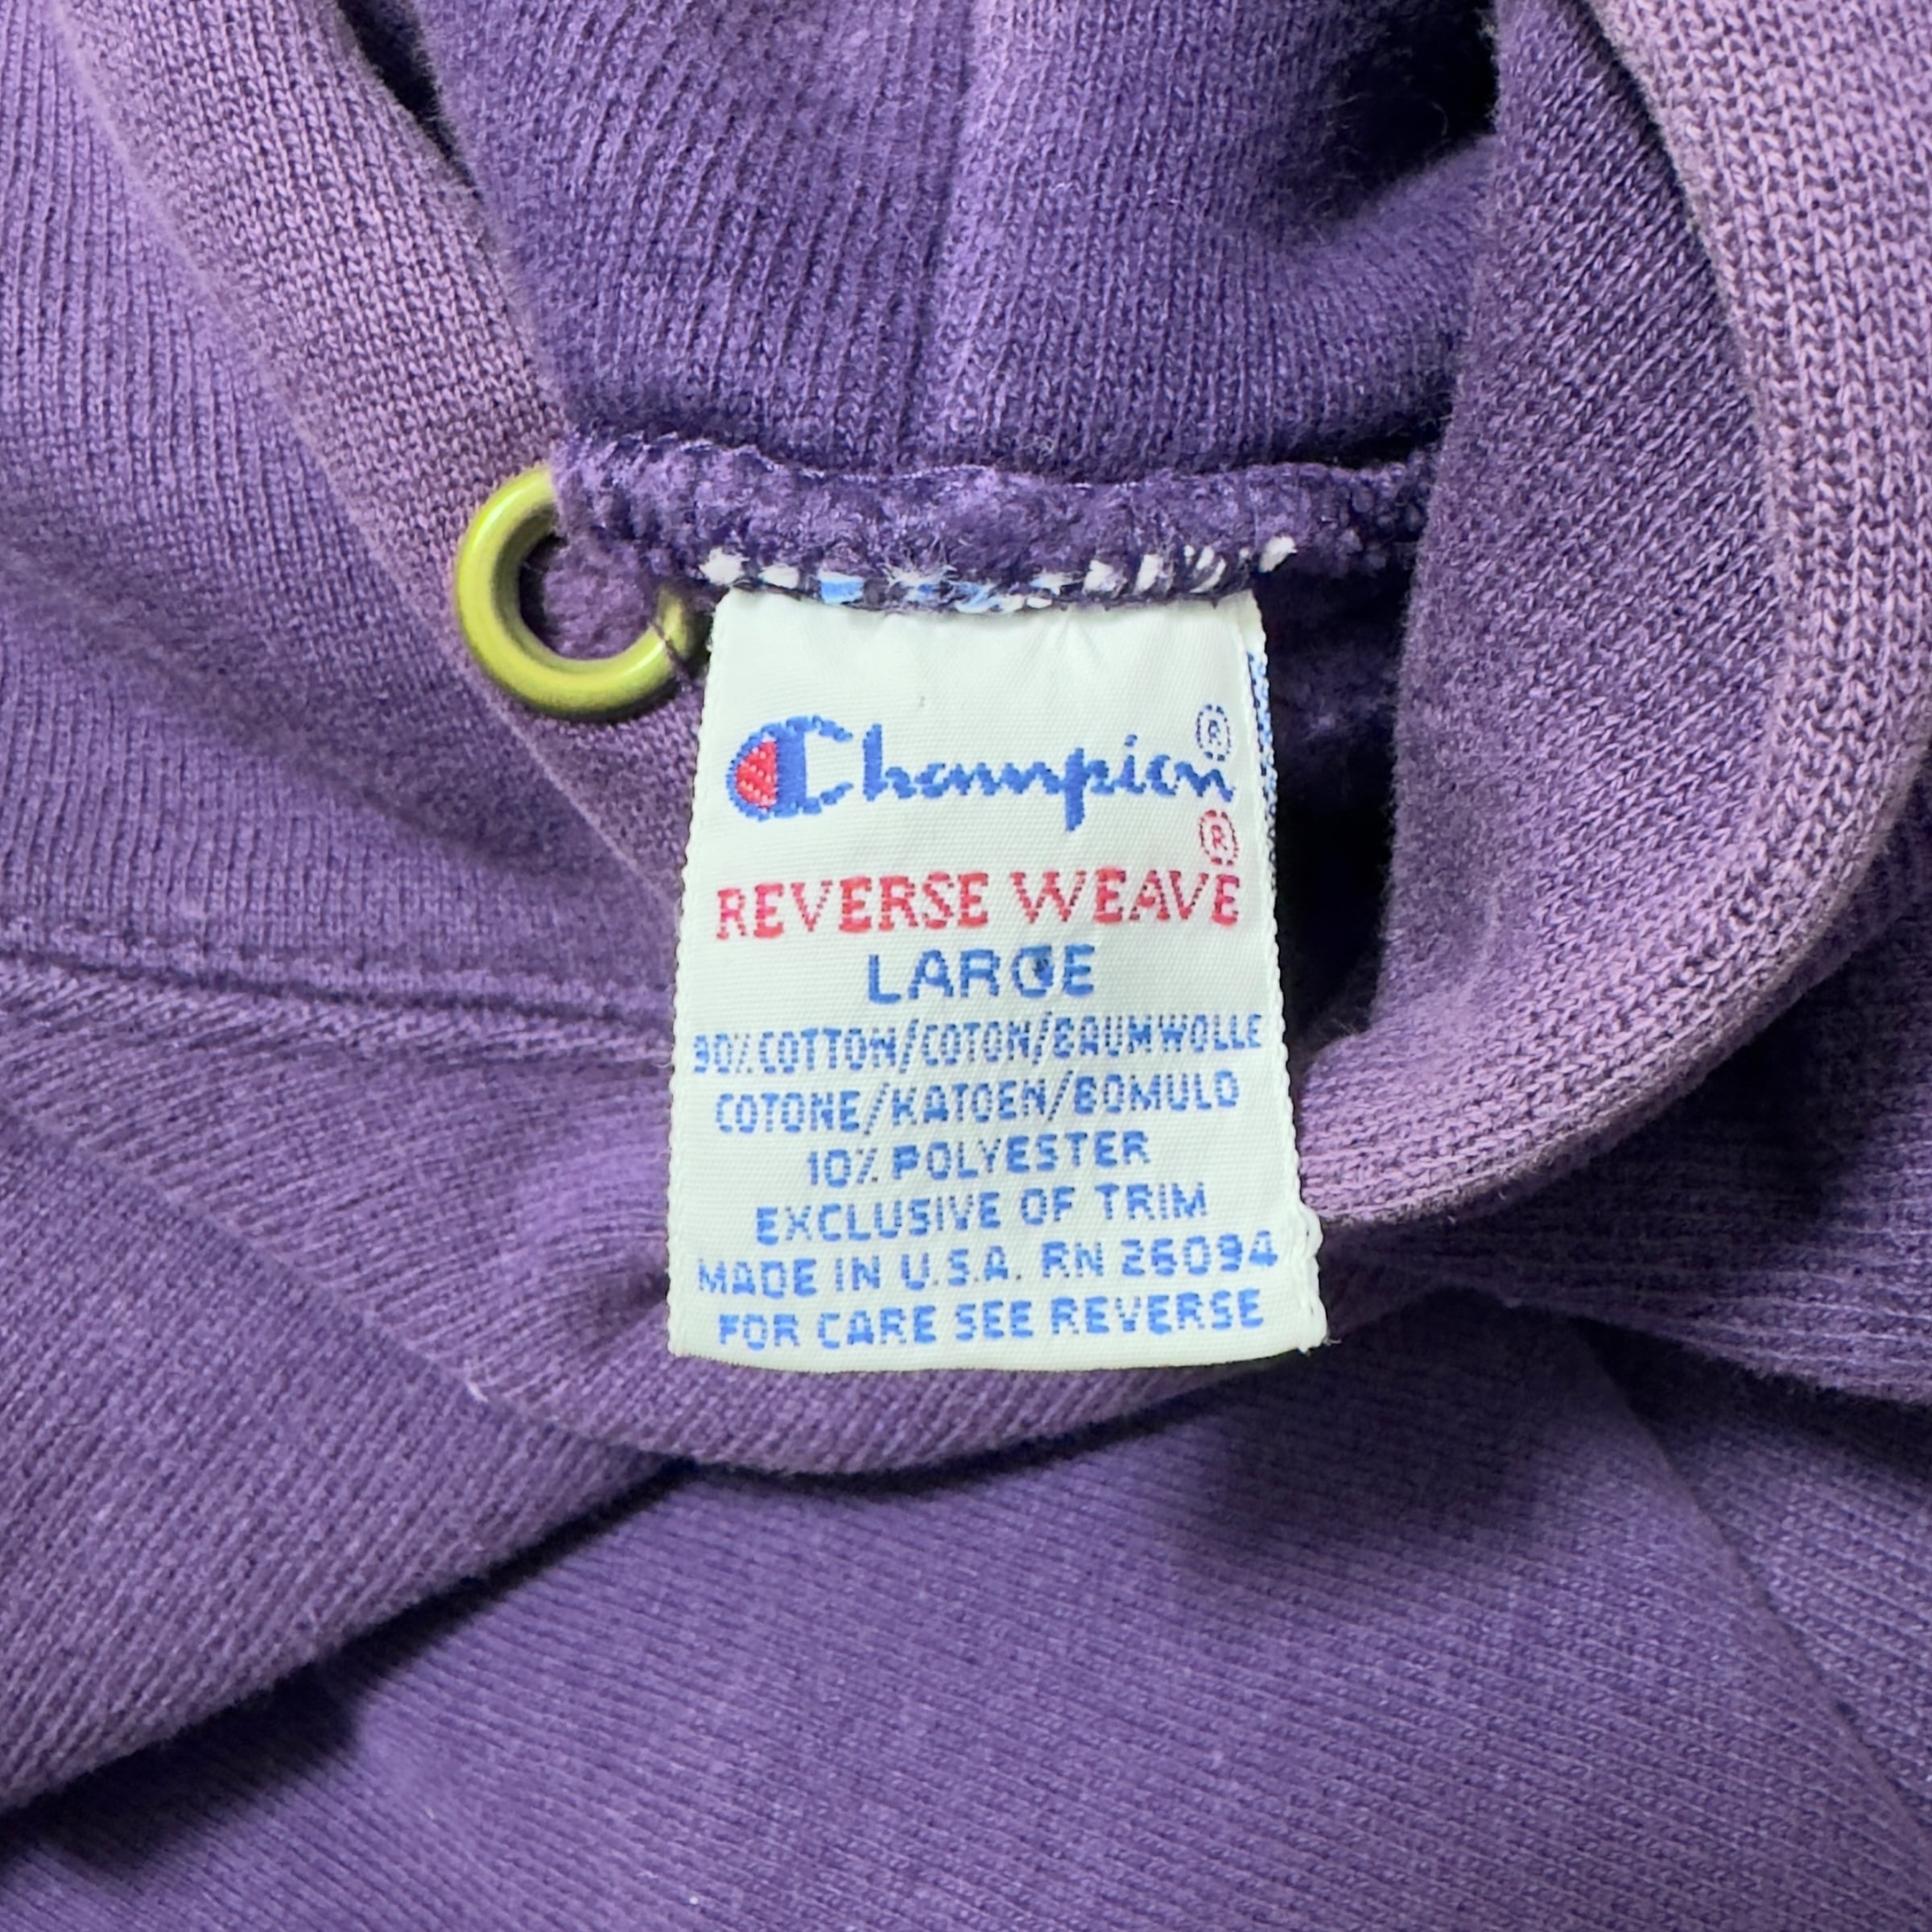 Champion®
REVERSE WEAVE®
LARGE
90% COTTON/COTON/BAUMWOLLE
COTONE/KATOEN/BOMULD
10% POLYESTER
EXCLUSIVE OF TRIM
MADE IN U.S.A. RN 26094
FOR CARE SEE REVERSE